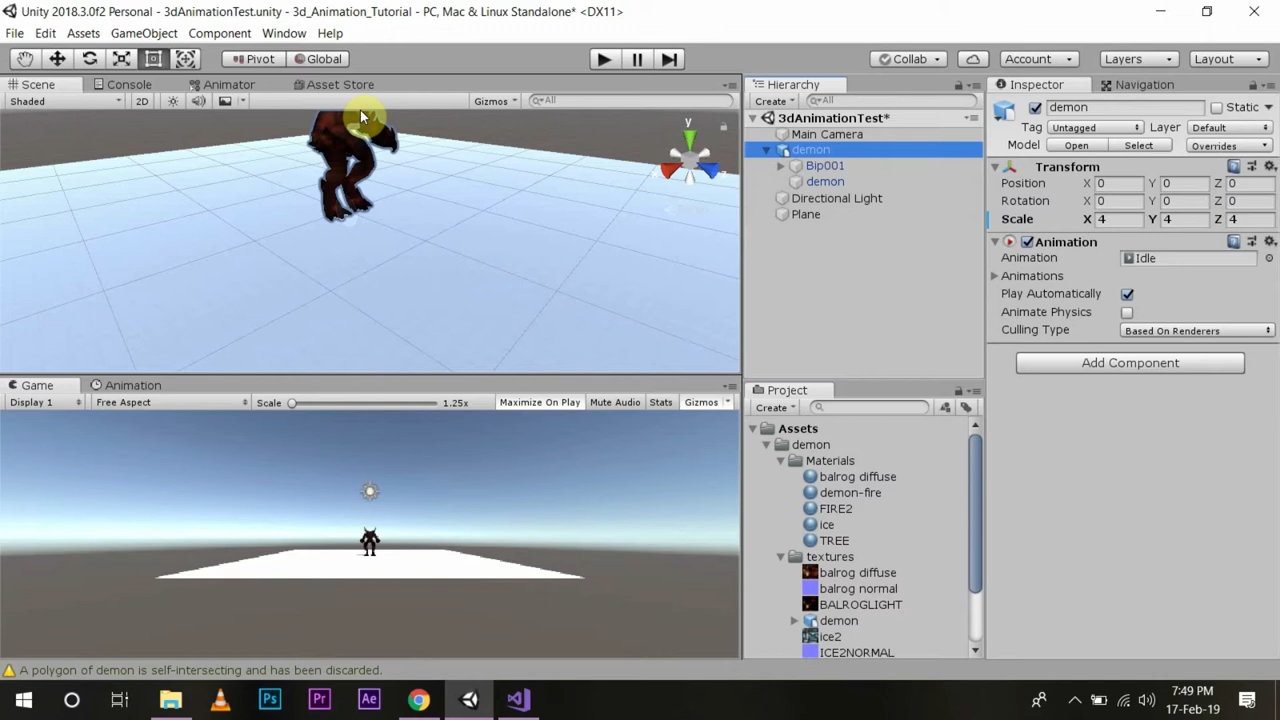 Unity 2018.3.0f2 Personal - 3dAnimationTest.unity - 3d_Animation_Tutorial - PC, Mac & Linux Standalone* <DX11>
File Edit Assets GameObject Component Window Help
Pivot Global Collab Account Layers Layout
Scene Console Animator Asset Store
Shaded 2D Gizmos All
y
Hierarchy
Create All
3dAnimationTest*
Main Camera
demon
Bip001
demon
Directional Light
Plane
Inspector Navigation
demon Static
Tag Untagged Layer Default
Model Open Select Overrides
Transform
Position X 0 Y 0 Z 0
Rotation X 0 Y 0 Z 0
Scale X 4 Y 4 Z 4
Animation
Animation Idle
Animations
Play Automatically
Animate Physics
Culling Type Based On Renderers
Add Component
Game Animation
Display 1 Free Aspect Scale 1.25x Maximize On Play Mute Audio Stats Gizmos
Project
Create
Assets
demon
Materials
balrog diffuse
demon-fire
FIRE2
ice
TREE
textures
balrog diffuse
balrog normal
BALROGLIGHT
demon
ice2
ICE2NORMAL
A polygon of demon is self-intersecting and has been discarded.
Ps Pr Ae
7:49 PM
17-Feb-19